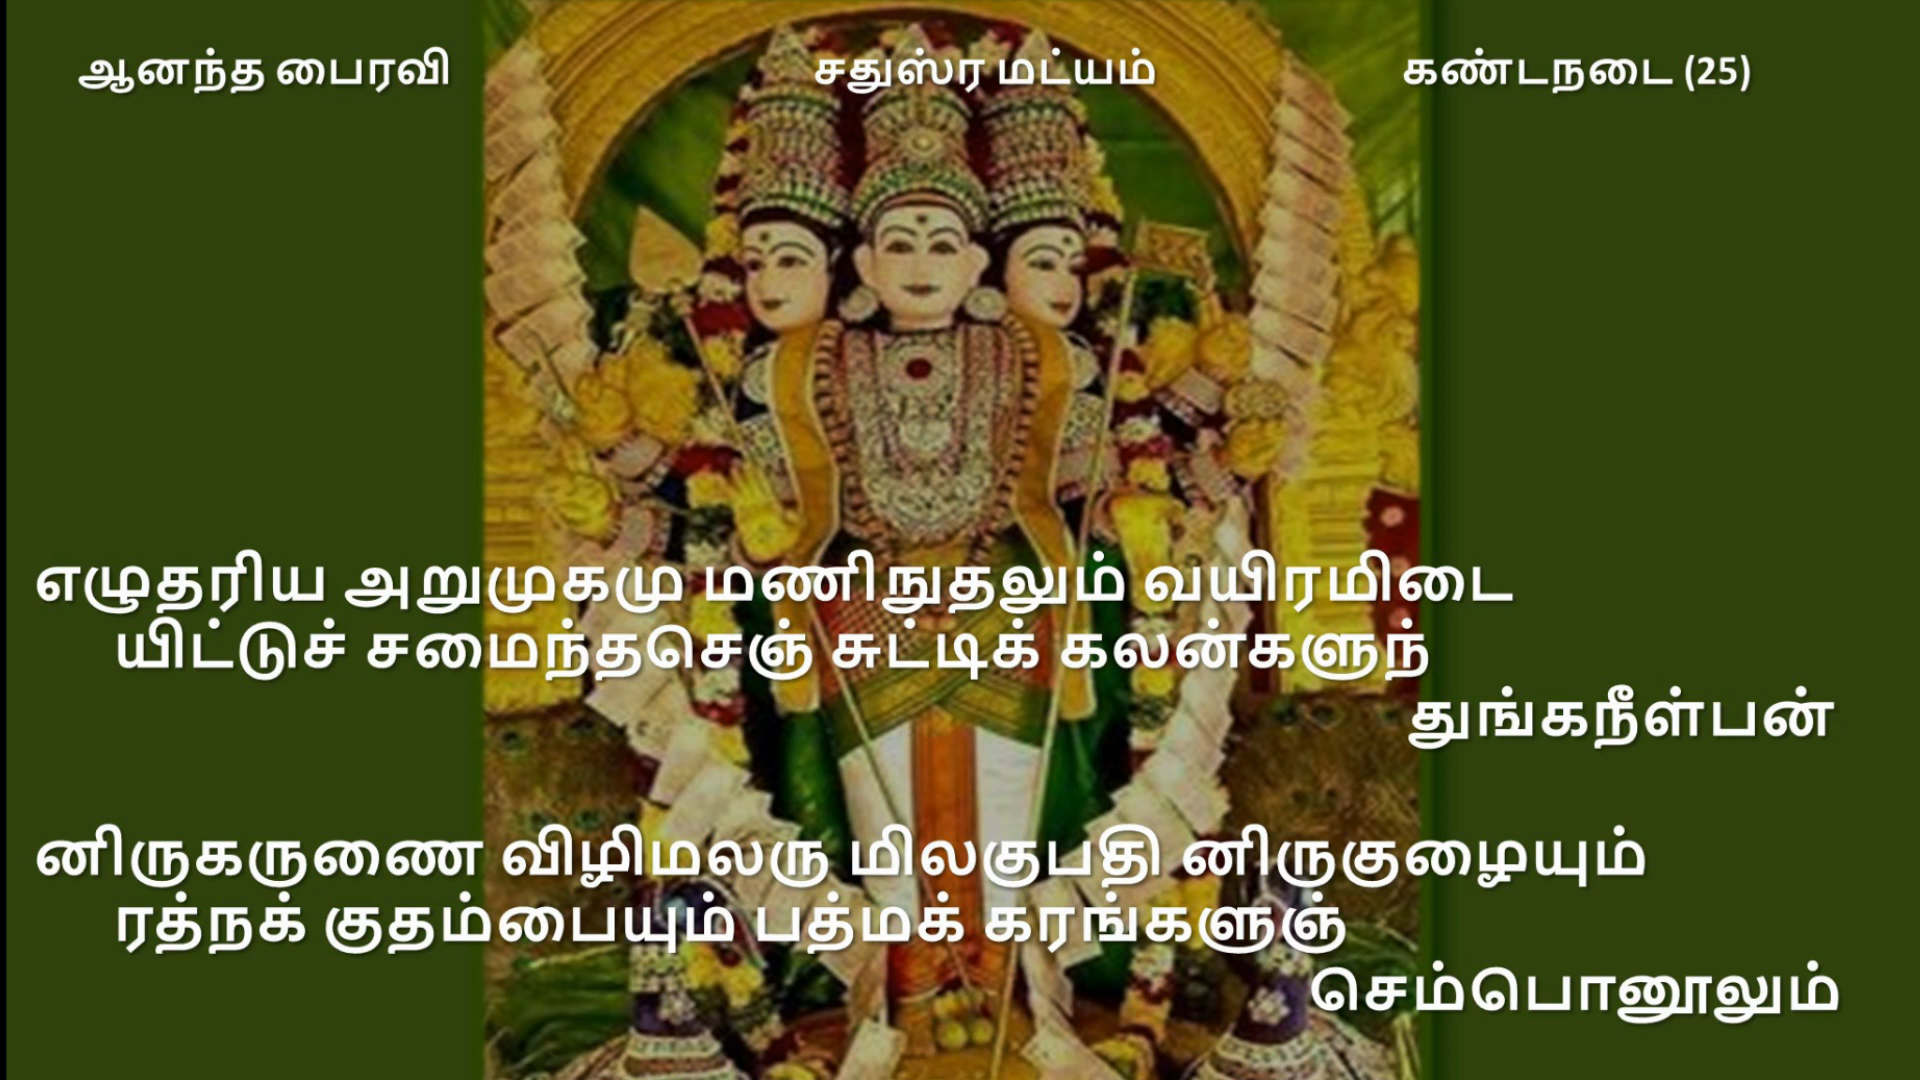 ஆனந்த பைரவி சதுஸ்ர மட்யம் கண்டநடை (25)
எழுதரிய அறுமுகமு மணிநுதலும் வயிரமிடை
யிட்டுச் சமைந்தசெஞ் சுட்டிக் கலன்களுந்
துங்கநீள்பன்
னிருகருணை விழிமலரு மிலகுபதி னிருகுழையும்
ரத்நக் குதம்பையும் பத்மக் கரங்களுஞ்
செம்பொனூலும்